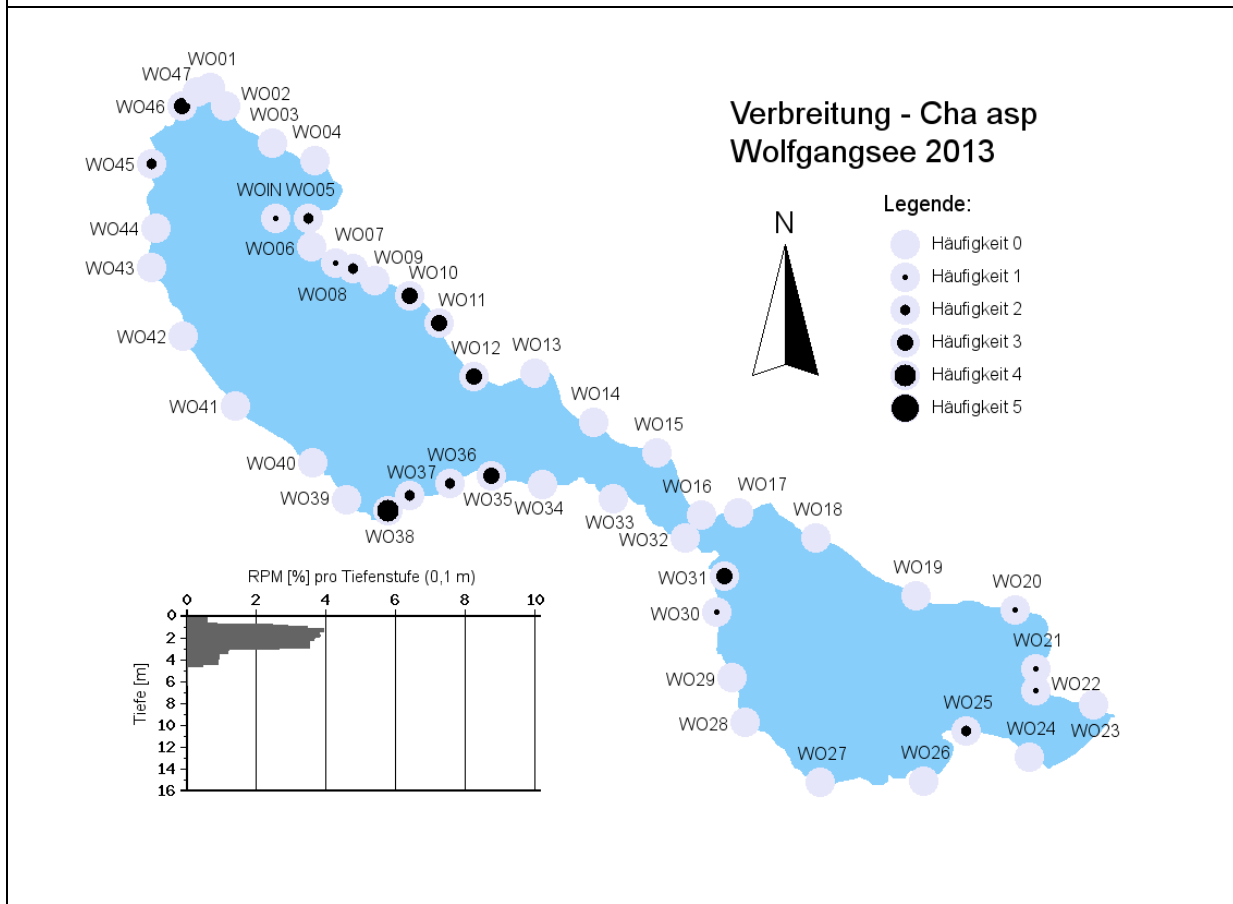 Verbreitung - Cha asp
Wolfgangsee 2013
Legende:
Häufigkeit 0
Häufigkeit 1
Häufigkeit 2
Häufigkeit 3
Häufigkeit 4
Häufigkeit 5
N
WO01
WO47
WO46
WO02
WO03
WO04
WO45
WOIN
WO05
WO44
WO06
WO07
WO43
WO08
WO09
WO10
WO11
WO42
WO12
WO13
WO41
WO14
WO15
WO40
WO36
WO37
WO39
WO35
WO34
WO38
WO33
WO16
WO17
WO32
WO18
WO31
WO30
WO19
WO20
WO21
WO29
WO22
WO28
WO25
WO24
WO23
WO27
WO26
RPM [%] pro Tiefenstufe (0,1 m)
0 2 4 6 8 10
Tiefe [m]
0
2
4
6
8
10
12
14
16